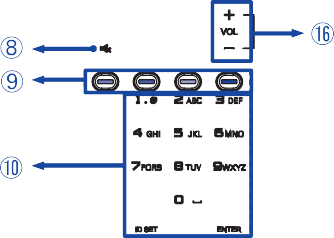 +
VOL
−
⑯
⑧
⑨
1.@ 2 ABC 3 DEF
4 GHI 5 JKL 6 MNO
⑩
7 PQRS 8 TUV 9 WXYZ
0 ⎵
ID SET ENTER